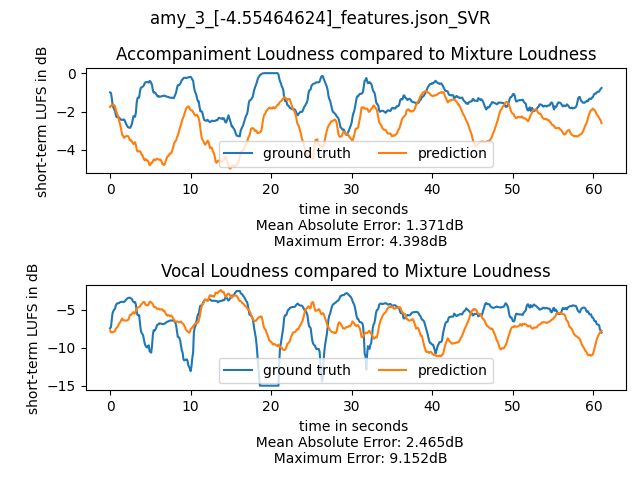 amy_3_[-4.55464624]_features.json_SVR
Accompaniment Loudness compared to Mixture Loudness
short-term LUFS in dB
0
−2
−4
ground truth
prediction
0 10 20 30 40 50 60
time in seconds
Mean Absolute Error: 1.371dB
Maximum Error: 4.398dB
Vocal Loudness compared to Mixture Loudness
short-term LUFS in dB
−5
−10
−15
ground truth
prediction
0 10 20 30 40 50 60
time in seconds
Mean Absolute Error: 2.465dB
Maximum Error: 9.152dB